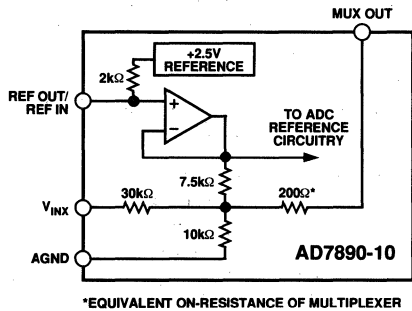 MUX OUT
+2.5V
REFERENCE
2kΩ
REF OUT/
REF IN
+
−
TO ADC
REFERENCE
CIRCUITRY
7.5kΩ
30kΩ
200Ω*
VINX
10kΩ
AGND
AD7890-10
*EQUIVALENT ON-RESISTANCE OF MULTIPLEXER